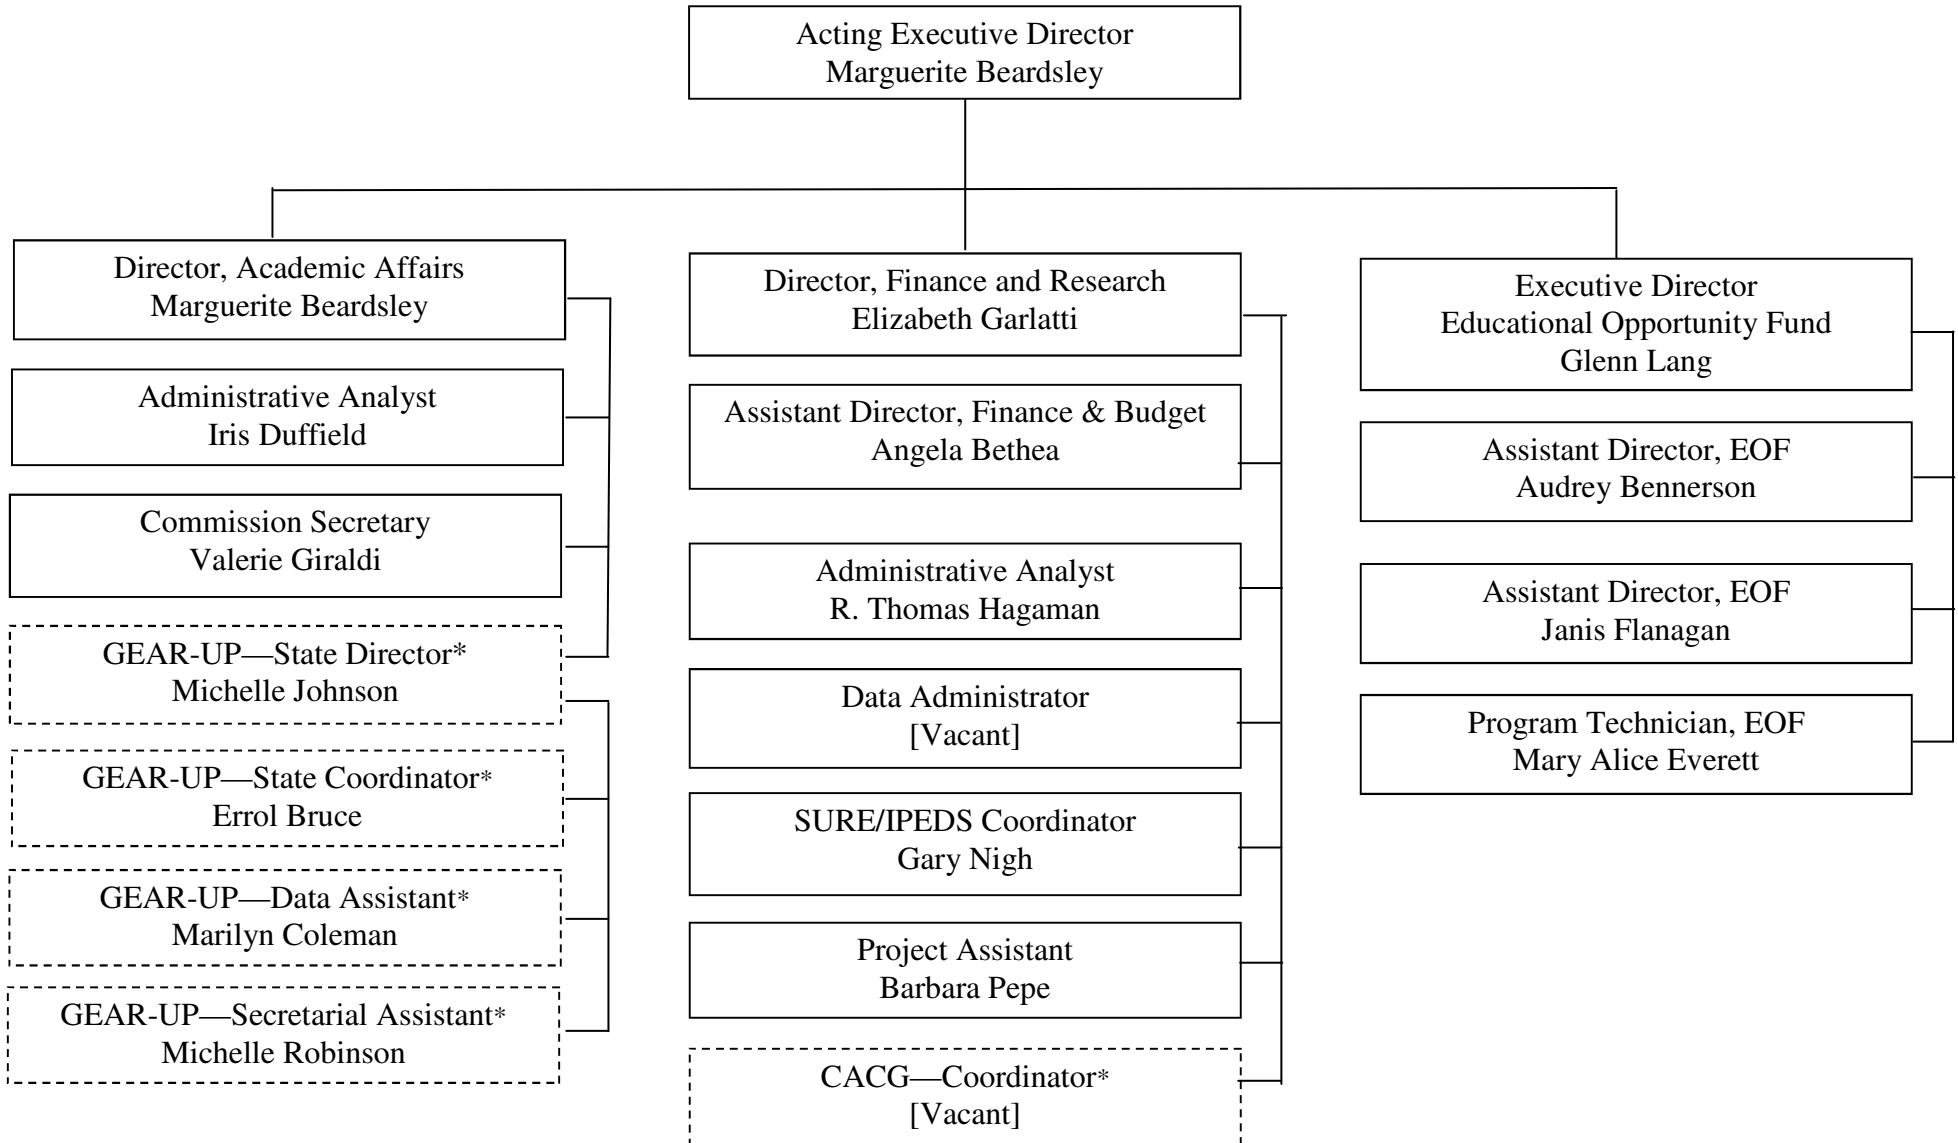 Acting Executive Director
Marguerite Beardsley
Director, Academic Affairs
Marguerite Beardsley
Administrative Analyst
Iris Duffield
Commission Secretary
Valerie Giraldi
GEAR-UP—State Director*
Michelle Johnson
GEAR-UP—State Coordinator*
Errol Bruce
GEAR-UP—Data Assistant*
Marilyn Coleman
GEAR-UP—Secretarial Assistant*
Michelle Robinson
Director, Finance and Research
Elizabeth Garlatti
Assistant Director, Finance & Budget
Angela Bethea
Administrative Analyst
R. Thomas Hagaman
Data Administrator
[Vacant]
SURE/IPEDS Coordinator
Gary Nigh
Project Assistant
Barbara Pepe
CACG—Coordinator*
[Vacant]
Executive Director
Educational Opportunity Fund
Glenn Lang
Assistant Director, EOF
Audrey Bennerson
Assistant Director, EOF
Janis Flanagan
Program Technician, EOF
Mary Alice Everett